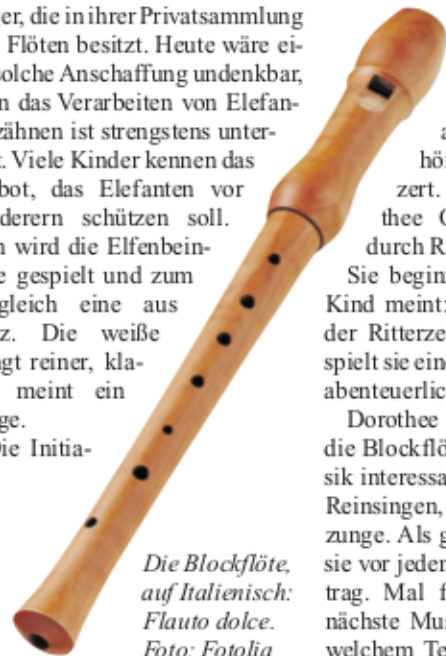 ger, die in ihrer Privatsammlung
Flöten besitzt. Heute wäre ei-
solche Anschaffung undenkbar,
n das Verarbeiten von Elefan-
zähnen ist strengstens unter-
t. Viele Kinder kennen das
bot, das Elefanten vor
derern schützen soll.
n wird die Elfenbein-
e gespielt und zum
gleich eine aus
z. Die weiße
ngt reiner, kla-
meint ein
ge.
Die Initia-
a
hö
zert.
thee
durch R
Sie begin
Kind meint:
der Ritterze
spielt sie eine
abenteuerlic
Dorothee
die Blockflö
sik interessa
Reinsingen,
zunge. Als g
sie vor jeder
trag. Mal f
nächste Mus
welchem Te
Die Blockflöte,
auf Italienisch:
Flauto dolce.
Foto: Fotolia